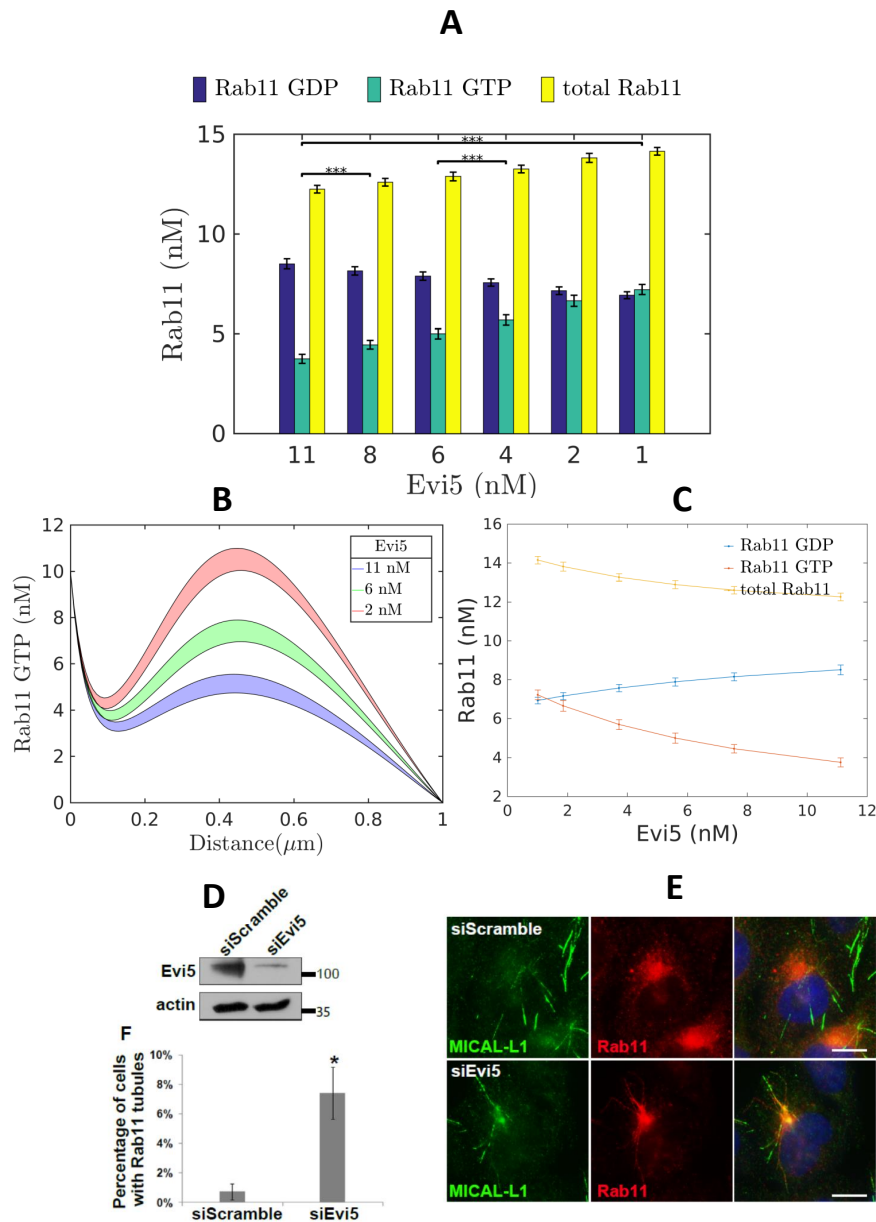 A
Rab11 GDP Rab11 GTP total Rab11
15
10
5
0
*** 
***
***
Rab11 (nM)
11 8 6 4 2 1
Evi5 (nM)
B
12
10
8
6
4
2
0
Rab11 GTP (nM)
Evi5
11 nM
6 nM
2 nM
0 0.2 0.4 0.6 0.8 1
Distance(μm)
C
16
14
12
10
8
6
4
2
Rab11 (nM)
Rab11 GDP
Rab11 GTP
total Rab11
0 2 4 6 8 10 12
Evi5 (nM)
D
siScramble
siEvi5
Evi5
100
actin
35
E
siScramble
MICAL-L1
Rab11
siEvi5
MICAL-L1
Rab11
F
10%
8%
6%
4%
2%
0%
Percentage of cells
with Rab11 tubules
*
siScramble siEvi5